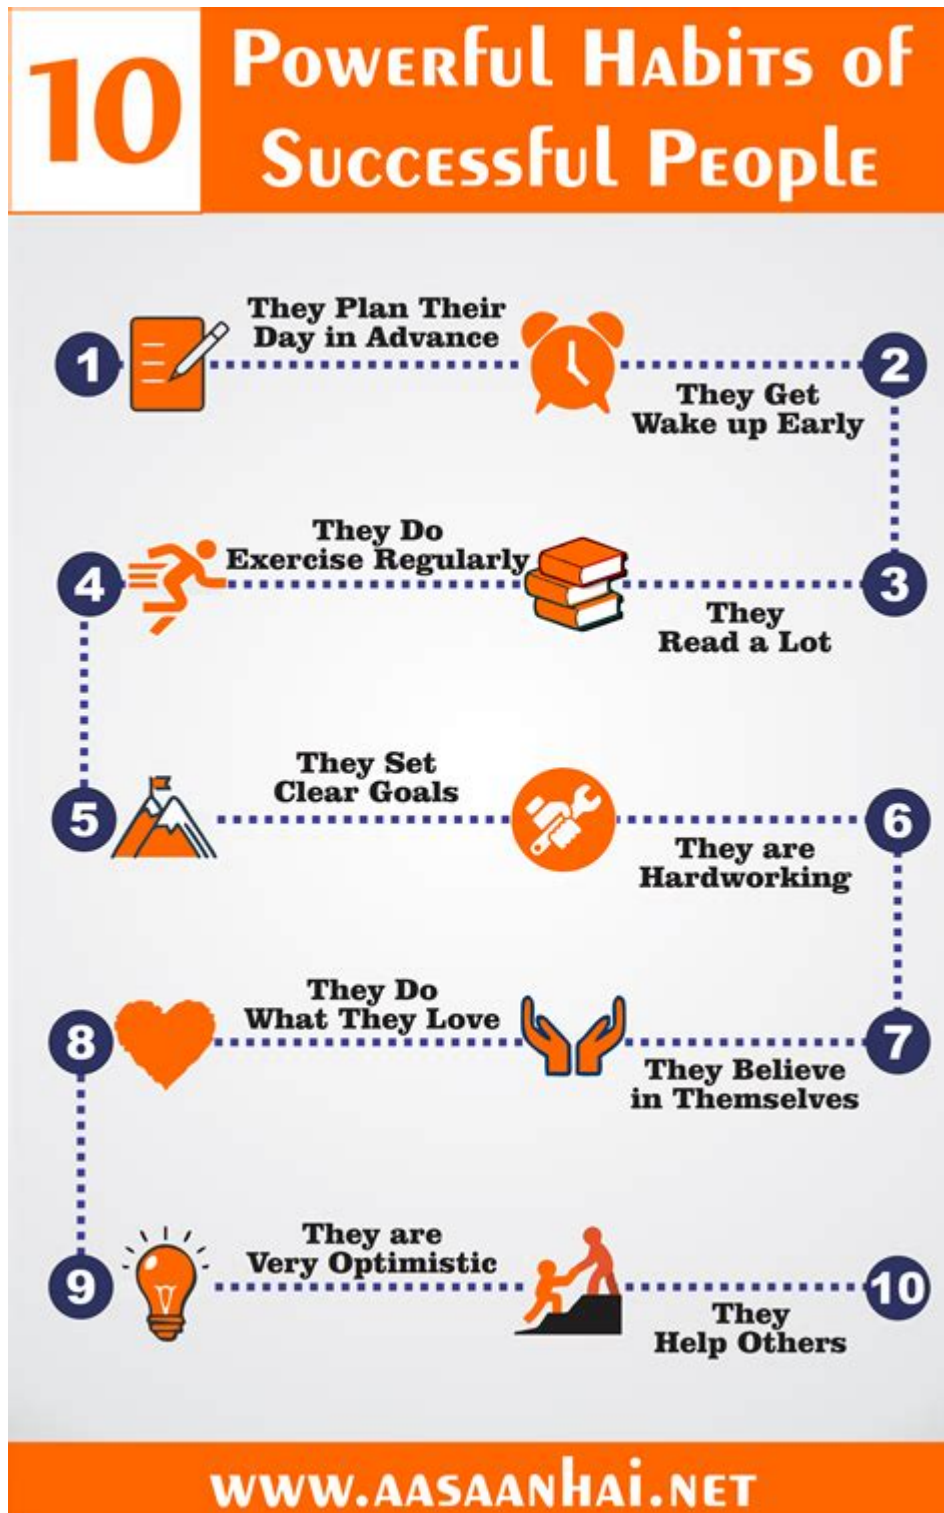 10
Powerful Habits of
Successful People
1
They Plan Their
Day in Advance
2
They Get
Wake up Early
3
They
Read a Lot
4
They Do
Exercise Regularly
5
They Set
Clear Goals
6
They are
Hardworking
7
They Believe
in Themselves
8
They Do
What They Love
9
They are
Very Optimistic
10
They
Help Others
www.aasaanhai.net